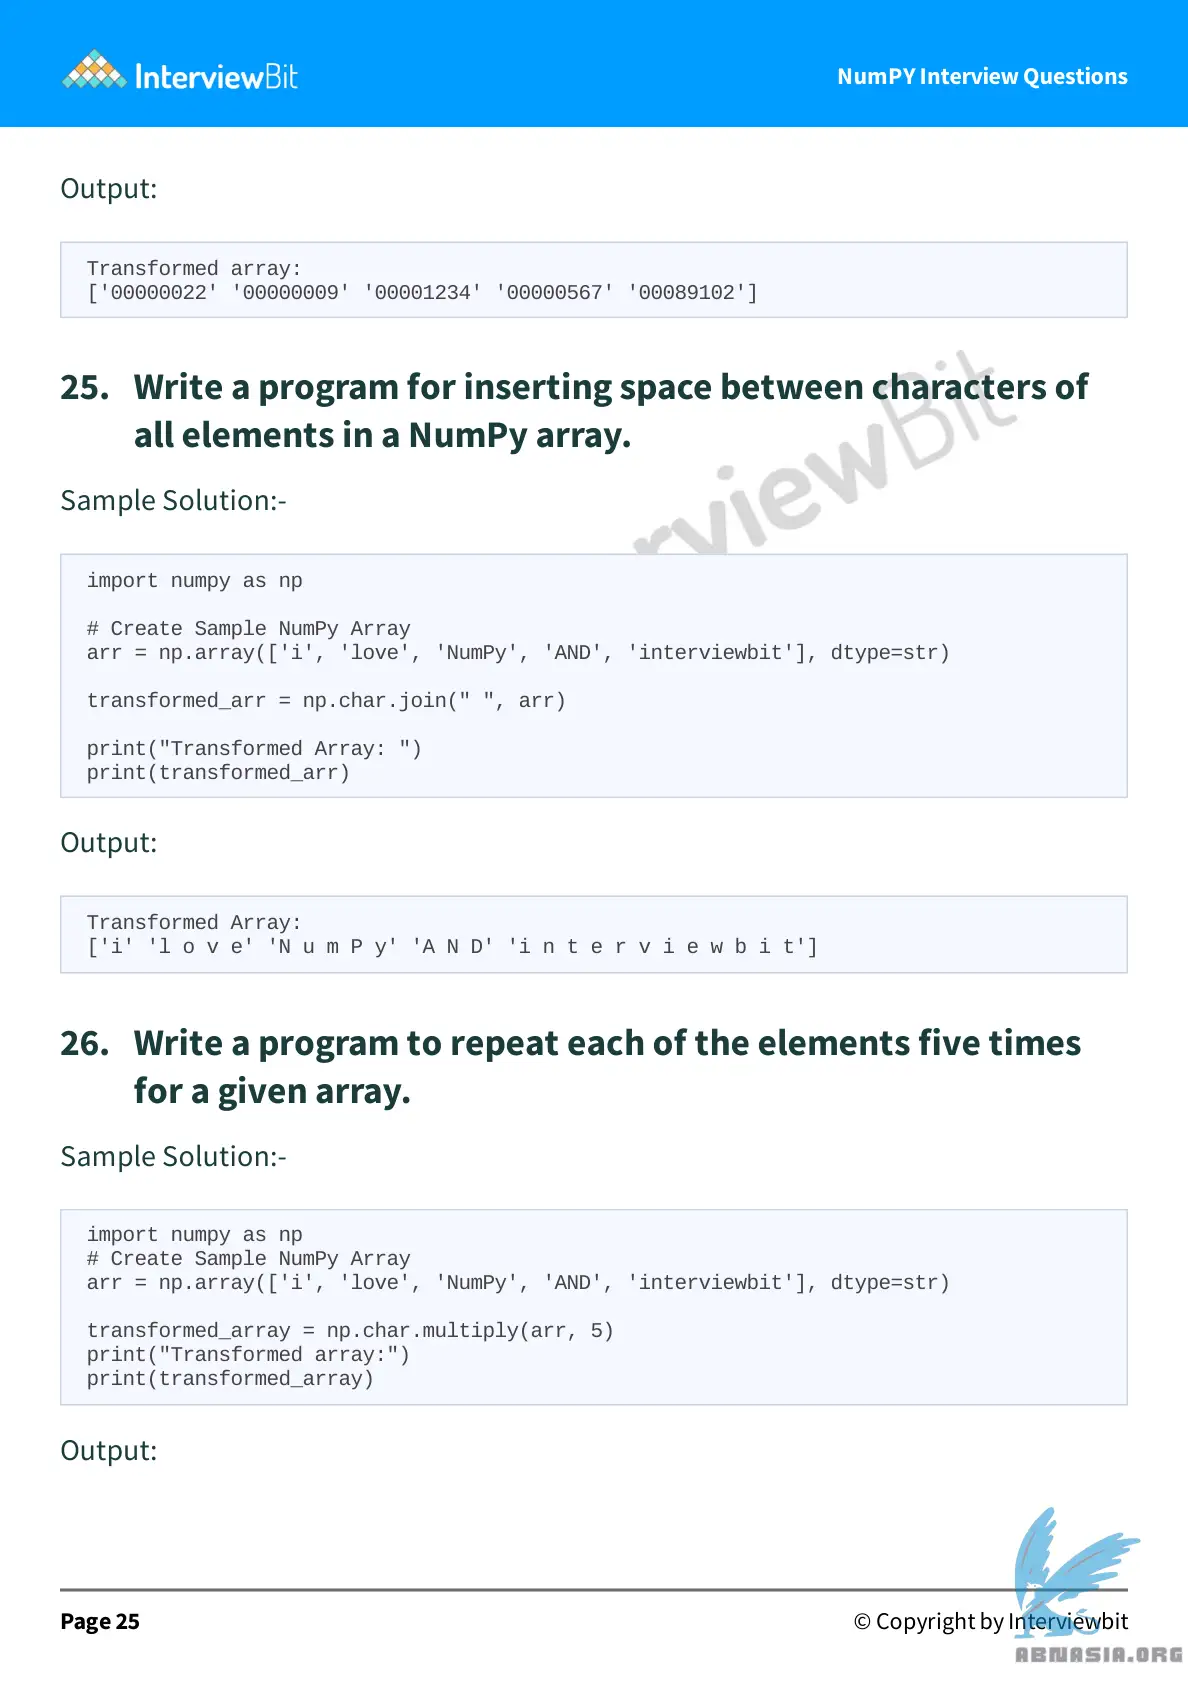 InterviewBit
NumPY Interview Questions
Output:
Transformed array:
['00000022' '00000009' '00001234' '00000567' '00089102']
25. Write a program for inserting space between characters of
all elements in a NumPy array.
Sample Solution:-
import numpy as np
# Create Sample NumPy Array
arr = np.array(['i', 'love', 'NumPy', 'AND', 'interviewbit'], dtype=str)
transformed_arr = np.char.join(" ", arr)
print("Transformed Array: ")
print(transformed_arr)
Output:
Transformed Array:
['i' 'l o v e' 'N u m P y' 'A N D' 'i n t e r v i e w b i t']
26. Write a program to repeat each of the elements five times
for a given array.
Sample Solution:-
import numpy as np
# Create Sample NumPy Array
arr = np.array(['i', 'love', 'NumPy', 'AND', 'interviewbit'], dtype=str)
transformed_array = np.char.multiply(arr, 5)
print("Transformed array:")
print(transformed_array)
Output:
Page 25
© Copyright by Interviewbit
ABNASIA.ORG